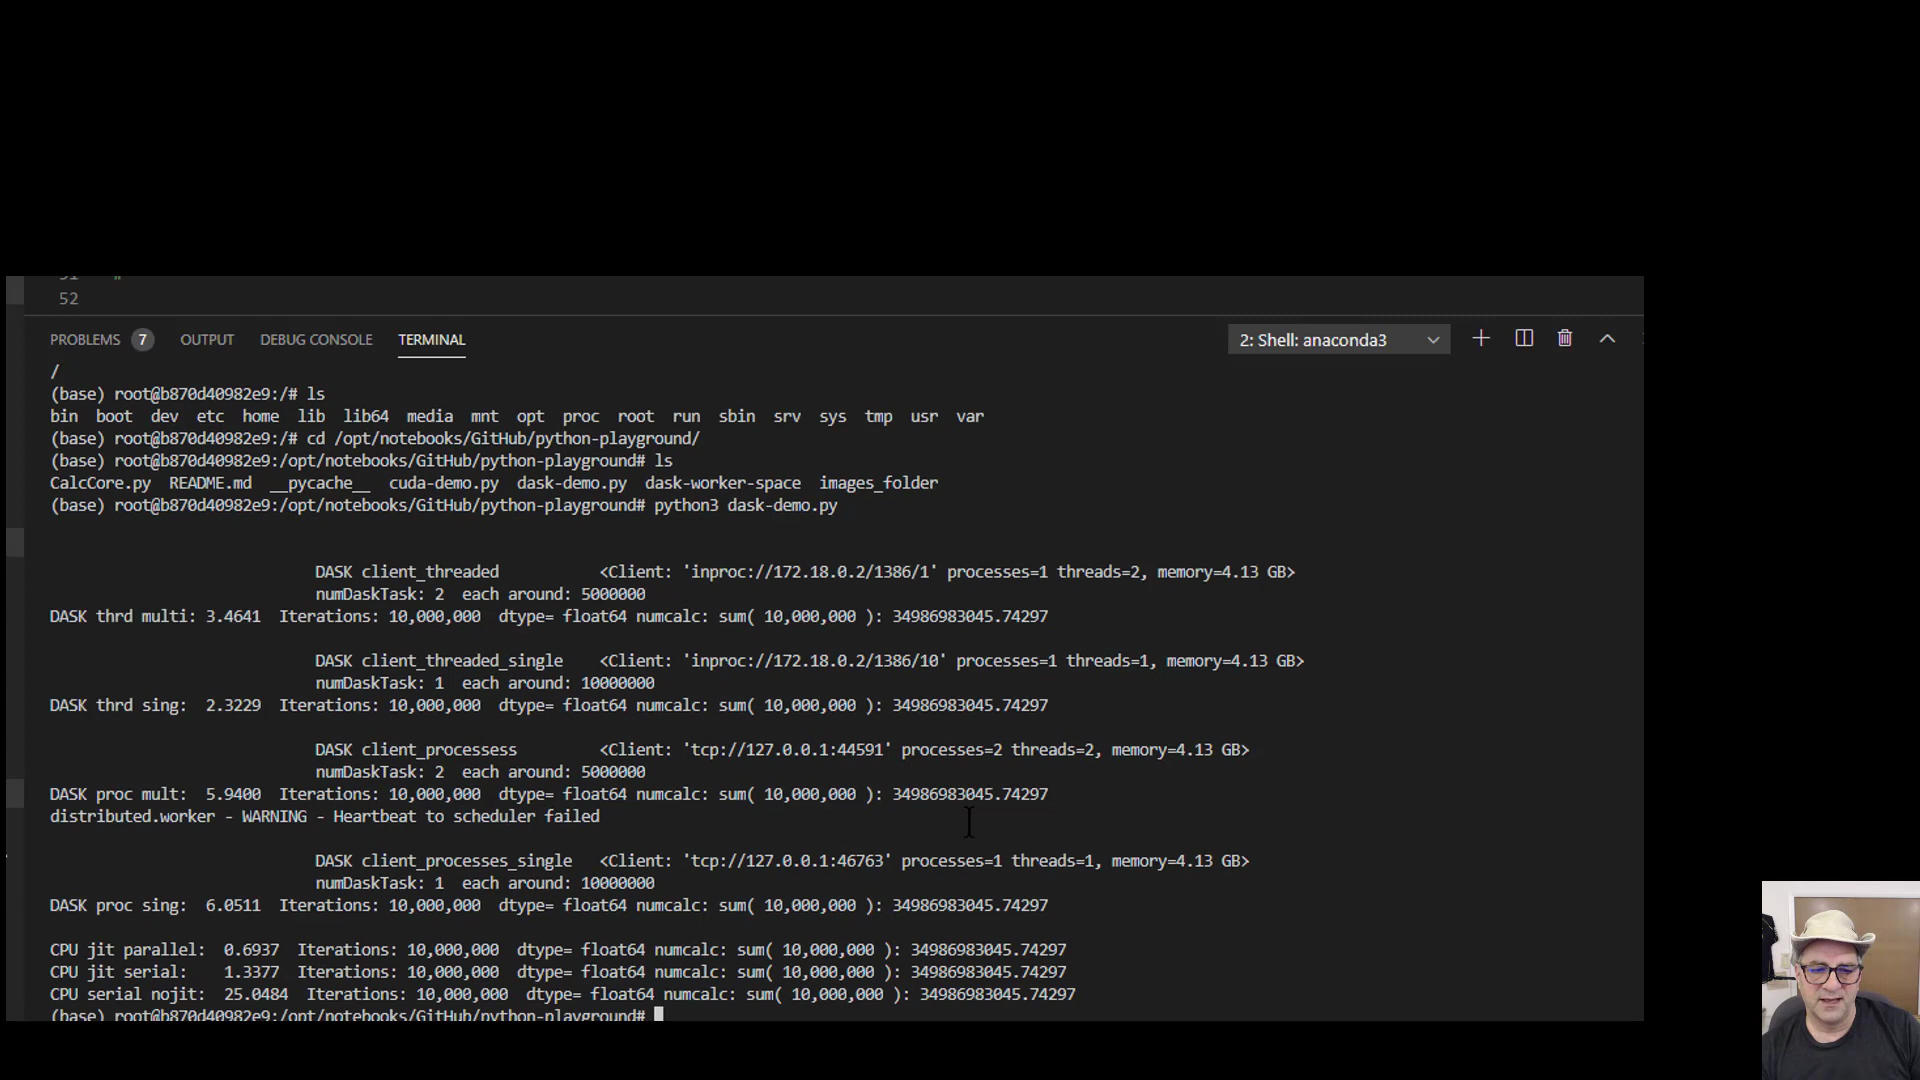 52
PROBLEMS 7 OUTPUT DEBUG CONSOLE TERMINAL 2: Shell: anaconda3
/
(base) root@b870d40982e9:/# ls
bin boot dev etc home lib lib64 media mnt opt proc root run sbin srv sys tmp usr var
(base) root@b870d40982e9:/# cd /opt/notebooks/GitHub/python-playground/
(base) root@b870d40982e9:/opt/notebooks/GitHub/python-playground# ls
CalcCore.py README.md __pycache__ cuda-demo.py dask-demo.py dask-worker-space images_folder
(base) root@b870d40982e9:/opt/notebooks/GitHub/python-playground# python3 dask-demo.py
DASK client_threaded <Client: 'inproc://172.18.0.2/1386/1' processes=1 threads=2, memory=4.13 GB>
numDaskTask: 2 each around: 5000000
DASK thrd multi: 3.4641 Iterations: 10,000,000 dtype= float64 numcalc: sum( 10,000,000 ): 34986983045.74297
DASK client_threaded_single <Client: 'inproc://172.18.0.2/1386/10' processes=1 threads=1, memory=4.13 GB>
numDaskTask: 1 each around: 10000000
DASK thrd sing: 2.3229 Iterations: 10,000,000 dtype= float64 numcalc: sum( 10,000,000 ): 34986983045.74297
DASK client_processess <Client: 'tcp://127.0.0.1:44591' processes=2 threads=2, memory=4.13 GB>
numDaskTask: 2 each around: 5000000
DASK proc mult: 5.9400 Iterations: 10,000,000 dtype= float64 numcalc: sum( 10,000,000 ): 34986983045.74297
distributed.worker - WARNING - Heartbeat to scheduler failed
DASK client_processes_single <Client: 'tcp://127.0.0.1:46763' processes=1 threads=1, memory=4.13 GB>
numDaskTask: 1 each around: 10000000
DASK proc sing: 6.0511 Iterations: 10,000,000 dtype= float64 numcalc: sum( 10,000,000 ): 34986983045.74297
CPU jit parallel: 0.6937 Iterations: 10,000,000 dtype= float64 numcalc: sum( 10,000,000 ): 34986983045.74297
CPU jit serial: 1.3377 Iterations: 10,000,000 dtype= float64 numcalc: sum( 10,000,000 ): 34986983045.74297
CPU serial nojit: 25.0484 Iterations: 10,000,000 dtype= float64 numcalc: sum( 10,000,000 ): 34986983045.74297
(base) root@b870d40982e9:/opt/notebooks/GitHub/python-playground#